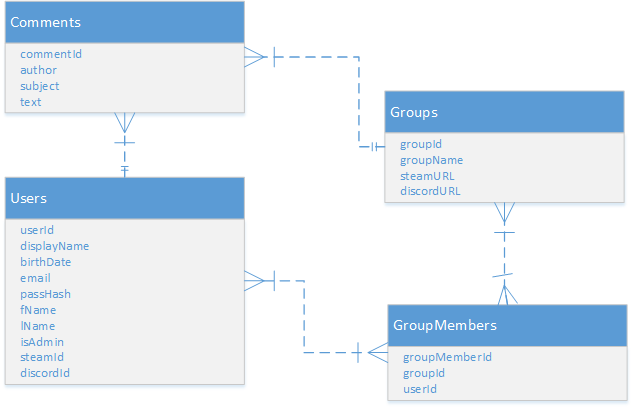 Comments
commentId
author
subject
text
Groups
groupId
groupName
steamURL
discordURL
Users
userId
displayName
birthDate
email
passHash
fName
lName
isAdmin
steamId
discordId
GroupMembers
groupMemberId
groupId
userId